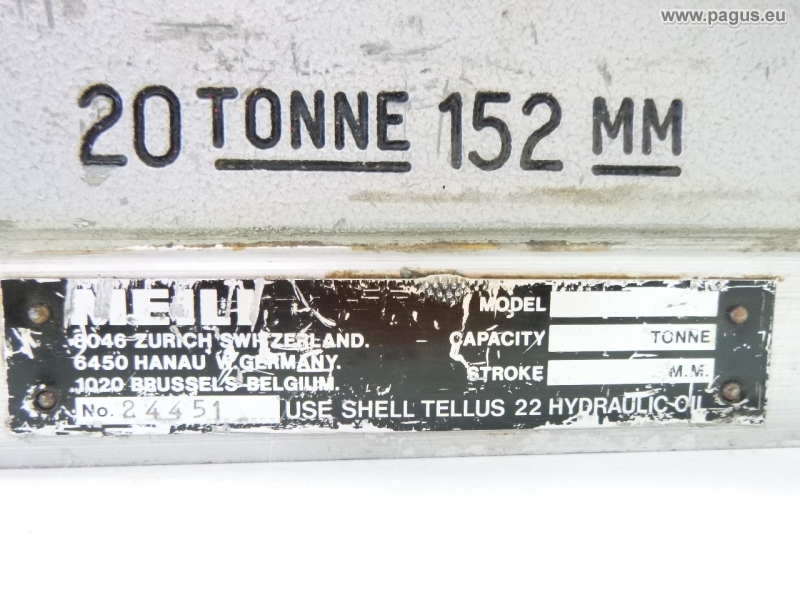 www.pagus.eu
20 TONNE 152 MM
MEILI
8046 ZURICH SWITZERLAND.
6450 HANAU W.GERMANY.
1020 BRUSSELS BELGIUM.
No. 24451
MODEL
CAPACITY TONNE
STROKE M.M.
USE SHELL TELLUS 22 HYDRAULIC OIL